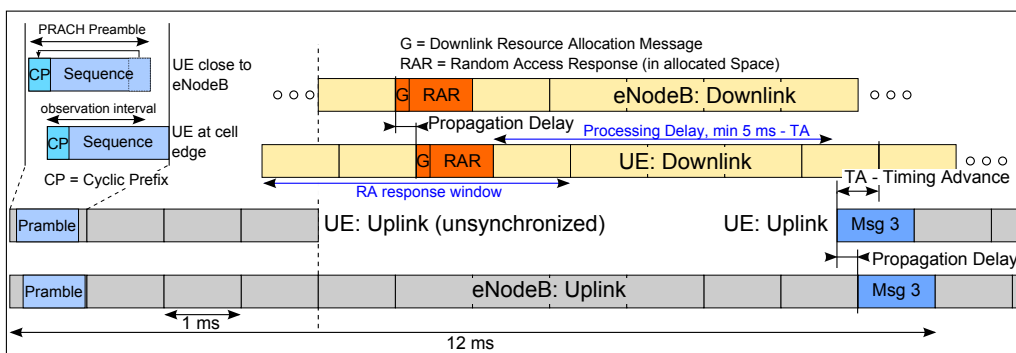 PRACH Preamble
CP Sequence
UE close to
eNodeB
observation interval
CP Sequence
UE at cell
edge
CP = Cyclic Prefix
G = Downlink Resource Allocation Message
RAR = Random Access Response (in allocated Space)
G RAR eNodeB: Downlink
Propagation Delay
Processing Delay, min 5 ms - TA
G RAR UE: Downlink
RA response window
TA - Timing Advance
Pramble UE: Uplink (unsynchronized) UE: Uplink Msg 3
Propagation Delay
Pramble eNodeB: Uplink Msg 3
1 ms
12 ms